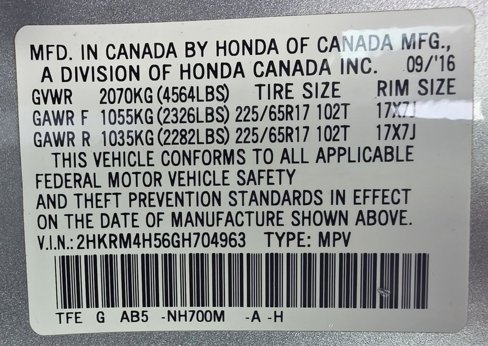 MFD. IN CANADA BY HONDA OF CANADA MFG.,
A DIVISION OF HONDA CANADA INC. 09/'16
GVWR 2070KG(4564LBS) TIRE SIZE RIM SIZE
GAWR F 1055KG(2326LBS) 225/65R17 102T 17X7J
GAWR R 1035KG(2282LBS) 225/65R17 102T 17X7J
THIS VEHICLE CONFORMS TO ALL APPLICABLE
FEDERAL MOTOR VEHICLE SAFETY
AND THEFT PREVENTION STANDARDS IN EFFECT
ON THE DATE OF MANUFACTURE SHOWN ABOVE.
V.I.N.: 2HKRM4H56GH704963 TYPE: MPV
TFE G AB5 -NH700M -A -H